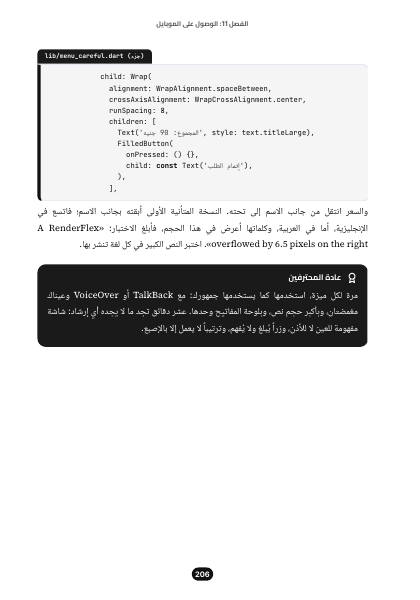 الفصل 11: الوصول على الموبايل
lib/menu_careful.dart (جزء)
child: Wrap(
alignment: WrapAlignment.spaceBetween,
crossAxisAlignment: WrapCrossAlignment.center,
runSpacing: 8,
children: [
Text('المجموع: 90 جنيه', style: text.titleLarge),
FilledButton(
onPressed: () {},
child: const Text('إتمام الطلب'),
),
],
والسعر انتقل من جانب الاسم إلى تحته. النسخة المتأنية الأولى أبقته بجانب الاسم؛ فاتسع في
الإنجليزية، أما في العربية، وكلماتها أعرض في هذا الحجم، فأبلغ الاختبار: «A RenderFlex
overflowed by 6.5 pixels on the right». اختبر النص الكبير في كل لغة تنشر بها.
عادة المحترفين
مرة لكل ميزة، استخدمها كما يستخدمها جمهورك: مع TalkBack أو VoiceOver وعيناك
مغمضتان، وبأكبر حجم نص، وبلوحة المفاتيح وحدها. عشر دقائق تجد ما لا يجده أي إرشاد: شاشة
مفهومة للعين لا للأذن، وزراً يُبلغ ولا يُفهم، وترتيباً لا يعمل إلا بالإصبع.
206